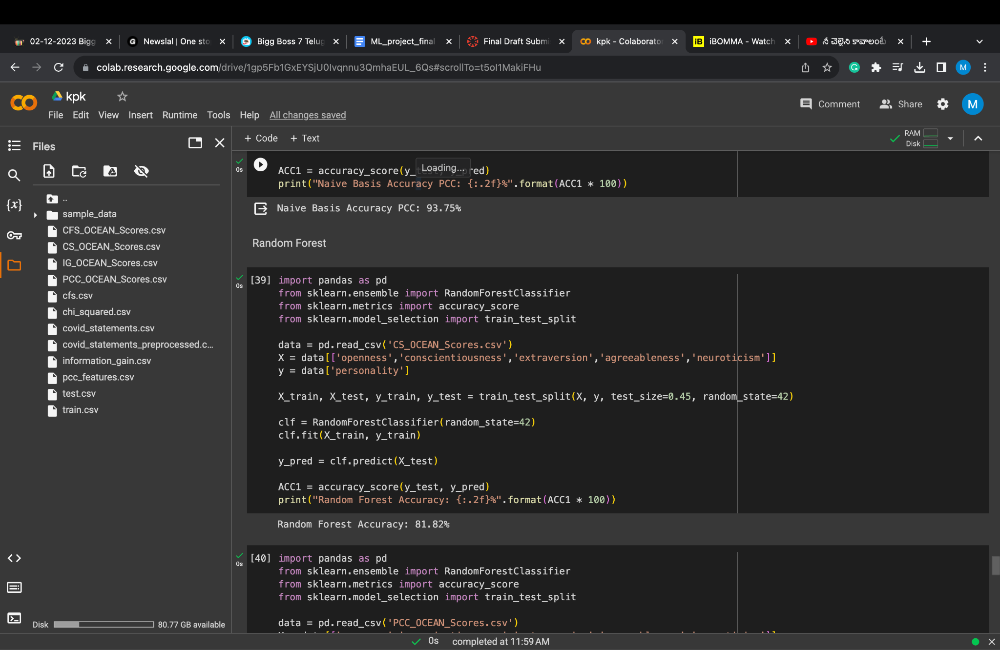 02-12-2023 Bigg
Newslal | One sto
Bigg Boss 7 Telug
ML_project_final
Final Draft Submi
kpk - Colaborator
iB iBOMMA - Watch
నీ చెల్లెని కావాలంటే
colab.research.google.com/drive/1gp5Fb1GxEYSjU0Ivqnnu3QmhaEUL_6Qs#scrollTo=t5oI1MakiFHu
M
kpk
File Edit View Insert Runtime Tools Help All changes saved
Comment
Share
M
Files
+ Code + Text
RAM
Disk
..
sample_data
CFS_OCEAN_Scores.csv
CS_OCEAN_Scores.csv
IG_OCEAN_Scores.csv
PCC_OCEAN_Scores.csv
cfs.csv
chi_squared.csv
covid_statements.csv
covid_statements_preprocessed.c...
information_gain.csv
pcc_features.csv
test.csv
train.csv
Disk 80.77 GB available
0s
ACC1 = accuracy_score(y_test, y_pred)
Loading...
print("Naive Basis Accuracy PCC: {:.2f}%".format(ACC1 * 100))
Naive Basis Accuracy PCC: 93.75%
Random Forest
0s
[39] import pandas as pd
from sklearn.ensemble import RandomForestClassifier
from sklearn.metrics import accuracy_score
from sklearn.model_selection import train_test_split
data = pd.read_csv('CS_OCEAN_Scores.csv')
X = data[['openness','conscientiousness','extraversion','agreeableness','neuroticism']]
y = data['personality']
X_train, X_test, y_train, y_test = train_test_split(X, y, test_size=0.45, random_state=42)
clf = RandomForestClassifier(random_state=42)
clf.fit(X_train, y_train)
y_pred = clf.predict(X_test)
ACC1 = accuracy_score(y_test, y_pred)
print("Random Forest Accuracy: {:.2f}%".format(ACC1 * 100))
Random Forest Accuracy: 81.82%
0s
[40] import pandas as pd
from sklearn.ensemble import RandomForestClassifier
from sklearn.metrics import accuracy_score
from sklearn.model_selection import train_test_split
data = pd.read_csv('PCC_OCEAN_Scores.csv')
0s completed at 11:59 AM